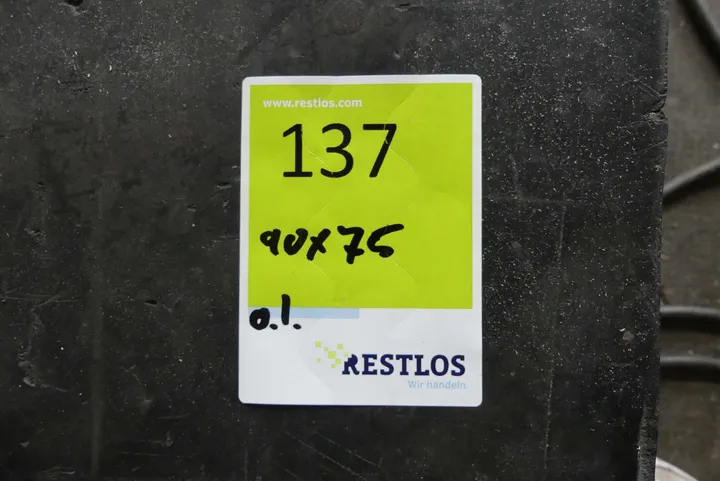 www.restlos.com
137
90x75
o.l.
RESTLOS
Wir handeln